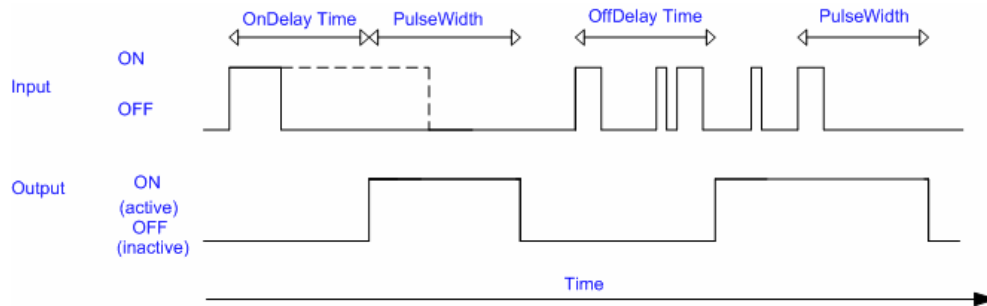 OnDelay Time PulseWidth OffDelay Time PulseWidth
ON
Input
OFF
Output ON
(active)
OFF
(inactive)
Time